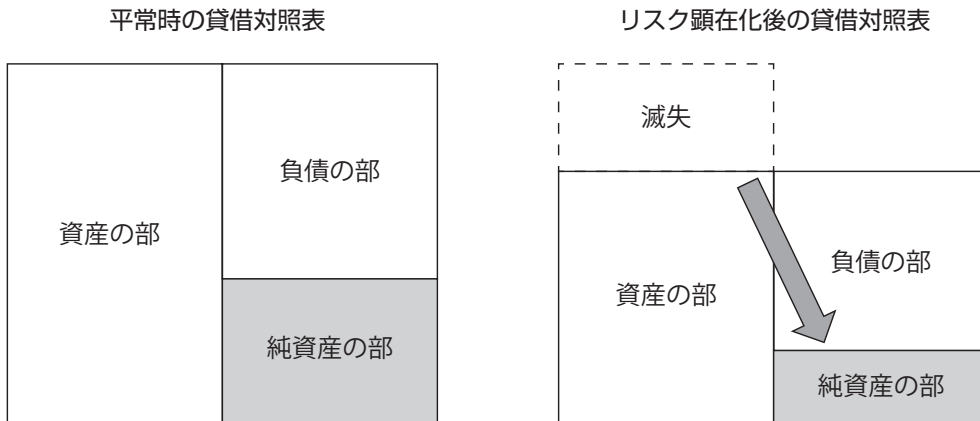 平常時の貸借対照表
資産の部
負債の部
純資産の部
リスク顕在化後の貸借対照表
滅失
資産の部
負債の部
純資産の部